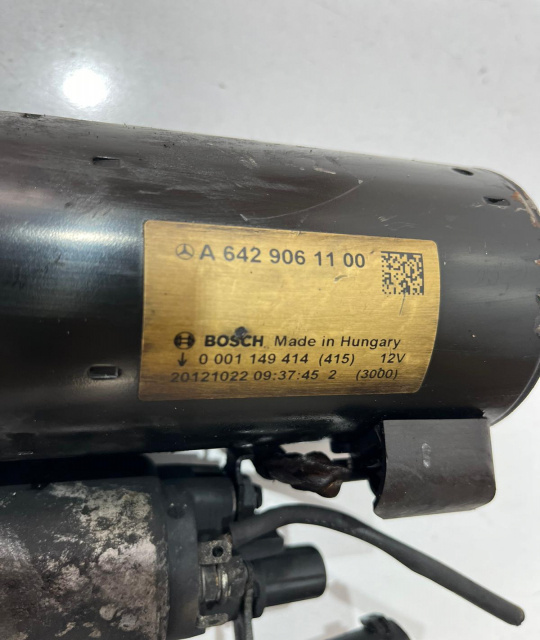 A 642 906 11 00
BOSCH Made in Hungary
↓ 0 001 149 414 (415) 12V
20121022 09:37:45 2 (3000)